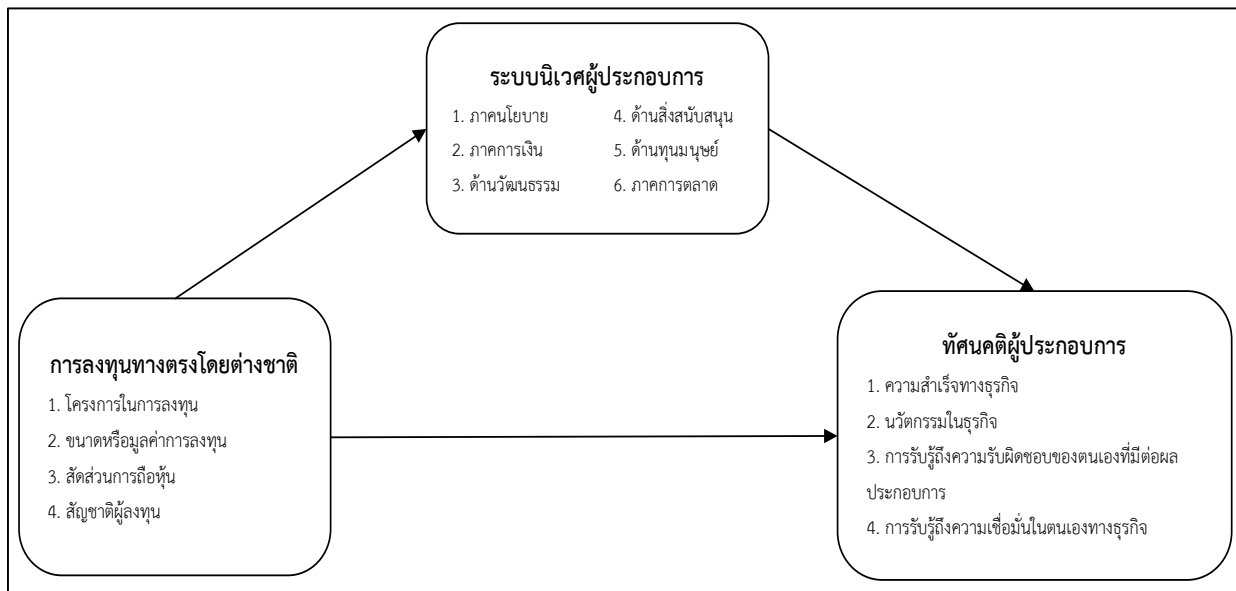 ระบบนิเวศผู้ประกอบการ
1. ภาคนโยบาย
2. ภาคการเงิน
3. ด้านวัฒนธรรม
4. ด้านสิ่งสนับสนุน
5. ด้านทุนมนุษย์
6. ภาคการตลาด
การลงทุนทางตรงโดยต่างชาติ
1. โครงการในการลงทุน
2. ขนาดหรือมูลค่าการลงทุน
3. สัดส่วนการถือหุ้น
4. สัญชาติผู้ลงทุน
ทัศนคติผู้ประกอบการ
1. ความสำเร็จทางธุรกิจ
2. นวัตกรรมในธุรกิจ
3. การรับรู้ถึงความรับผิดชอบของตนเองที่มีต่อผล
ประกอบการ
4. การรับรู้ถึงความเชื่อมั่นในตนเองทางธุรกิจ